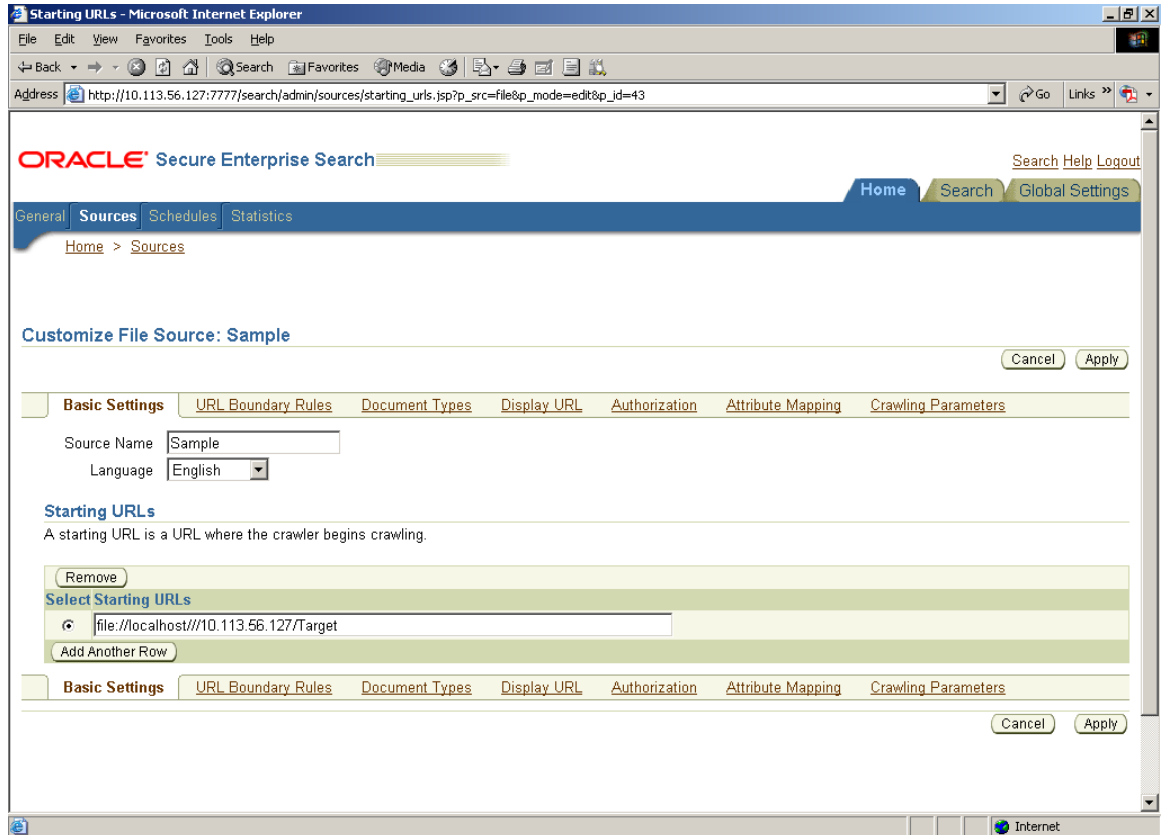 Starting URLs - Microsoft Internet Explorer
File Edit View Favorites Tools Help
Back Search Favorites Media
Address http://10.113.56.127:7777/search/admin/sources/starting_urls.jsp?p_src=file&p_mode=edit&p_id=43 Go Links »
ORACLE Secure Enterprise Search
Search Help Logout
Home Search Global Settings
General Sources Schedules Statistics
Home > Sources
Customize File Source: Sample
Cancel Apply
Basic Settings URL Boundary Rules Document Types Display URL Authorization Attribute Mapping Crawling Parameters
Source Name Sample
Language English
Starting URLs
A starting URL is a URL where the crawler begins crawling.
Remove
Select Starting URLs
file://localhost///10.113.56.127/Target
Add Another Row
Basic Settings URL Boundary Rules Document Types Display URL Authorization Attribute Mapping Crawling Parameters
Cancel Apply
Internet